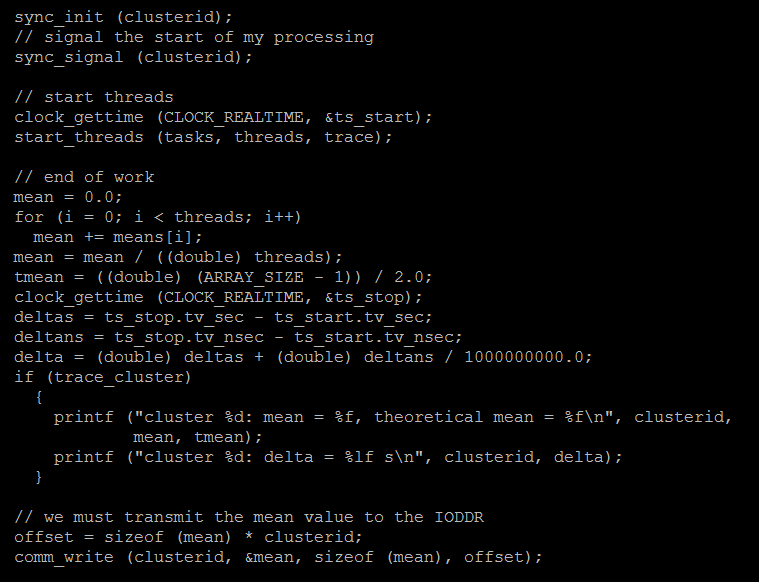 sync_init (clusterid);
// signal the start of my processing
sync_signal (clusterid);

// start threads
clock_gettime (CLOCK_REALTIME, &ts_start);
start_threads (tasks, threads, trace);

// end of work
mean = 0.0;
for (i = 0; i < threads; i++)
  mean += means[i];
mean = mean / ((double) threads);
tmean = ((double) (ARRAY_SIZE - 1)) / 2.0;
clock_gettime (CLOCK_REALTIME, &ts_stop);
deltas = ts_stop.tv_sec - ts_start.tv_sec;
deltans = ts_stop.tv_nsec - ts_start.tv_nsec;
delta = (double) deltas + (double) deltans / 1000000000.0;
if (trace_cluster)
  {
    printf ("cluster %d: mean = %f, theoretical mean = %f\n", clusterid,
            mean, tmean);
    printf ("cluster %d: delta = %lf s\n", clusterid, delta);
  }

// we must transmit the mean value to the IODDR
offset = sizeof (mean) * clusterid;
comm_write (clusterid, &mean, sizeof (mean), offset);